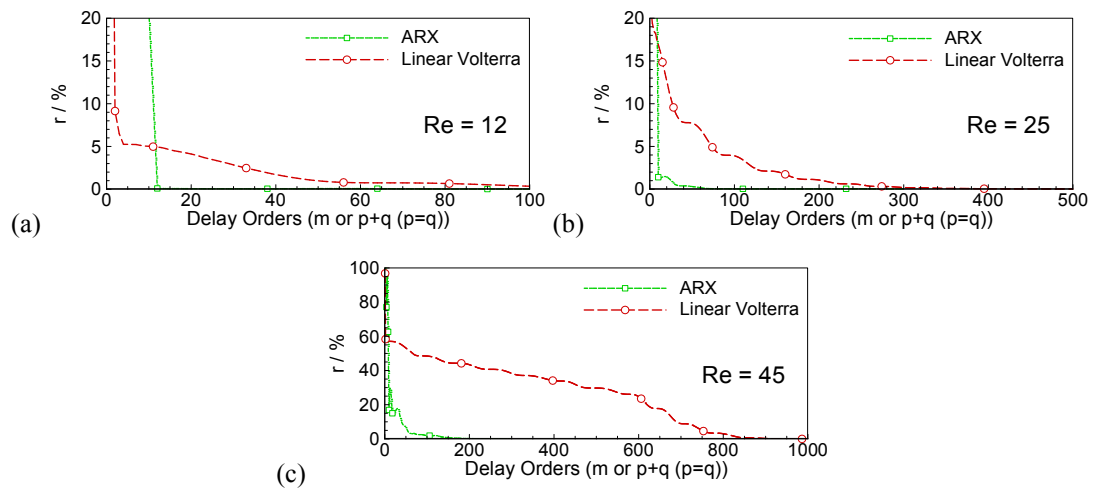 20
15
10
5
0
r / %
ARX
Linear Volterra
Re = 12
0 20 40 60 80 100
Delay Orders (m or p+q (p=q))
(a)
20
15
10
5
0
r / %
ARX
Linear Volterra
Re = 25
0 100 200 300 400 500
Delay Orders (m or p+q (p=q))
(b)
100
80
60
40
20
0
r / %
ARX
Linear Volterra
Re = 45
0 200 400 600 800 1000
Delay Orders (m or p+q (p=q))
(c)